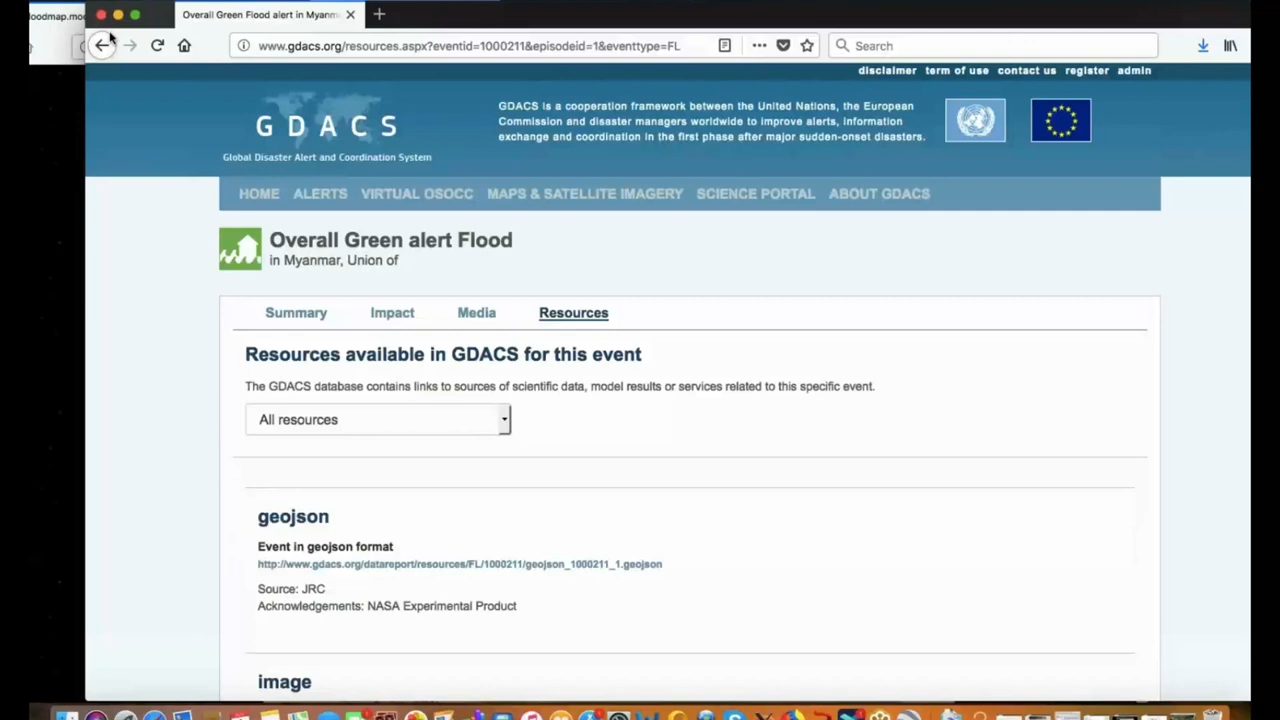 Overall Green Flood alert in Myanm
www.gdacs.org/resources.aspx?eventid=1000211&episodeid=1&eventtype=FL
Search
disclaimer term of use contact us register admin
GDACS
Global Disaster Alert and Coordination System
GDACS is a cooperation framework between the United Nations, the European
Commission and disaster managers worldwide to improve alerts, information
exchange and coordination in the first phase after major sudden-onset disasters.
HOME ALERTS VIRTUAL OSOCC MAPS & SATELLITE IMAGERY SCIENCE PORTAL ABOUT GDACS
Overall Green alert Flood
in Myanmar, Union of
Summary Impact Media Resources
Resources available in GDACS for this event
The GDACS database contains links to sources of scientific data, model results or services related to this specific event.
All resources
geojson
Event in geojson format
http://www.gdacs.org/datareport/resources/FL/1000211/geojson_1000211_1.geojson
Source: JRC
Acknowledgements: NASA Experimental Product
image